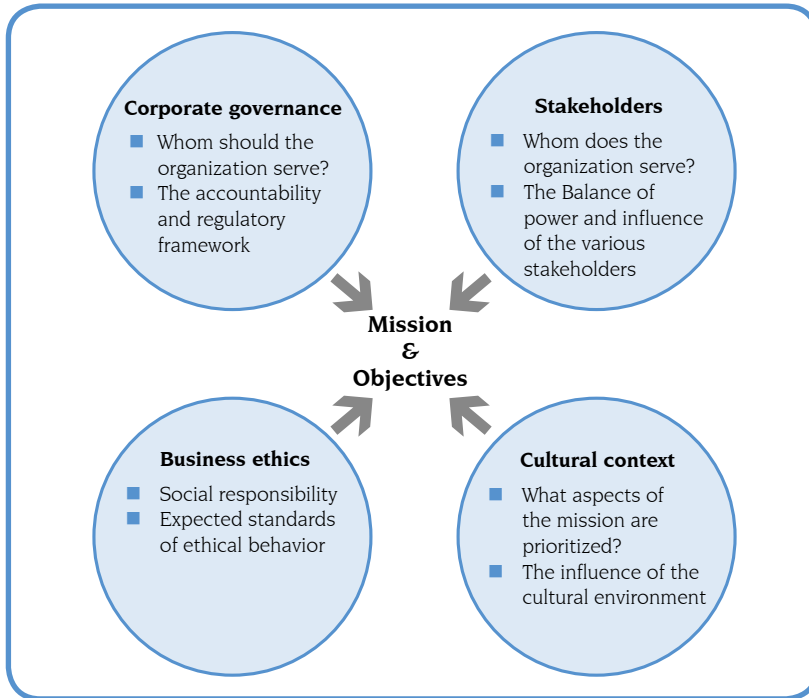 Corporate governance
■ Whom should the
organization serve?
■ The accountability
and regulatory
framework
Stakeholders
■ Whom does the
organization serve?
■ The Balance of
power and influence
of the various
stakeholders
Mission
&
Objectives
Business ethics
■ Social responsibility
■ Expected standards
of ethical behavior
Cultural context
■ What aspects of
the mission are
prioritized?
■ The influence of the
cultural environment